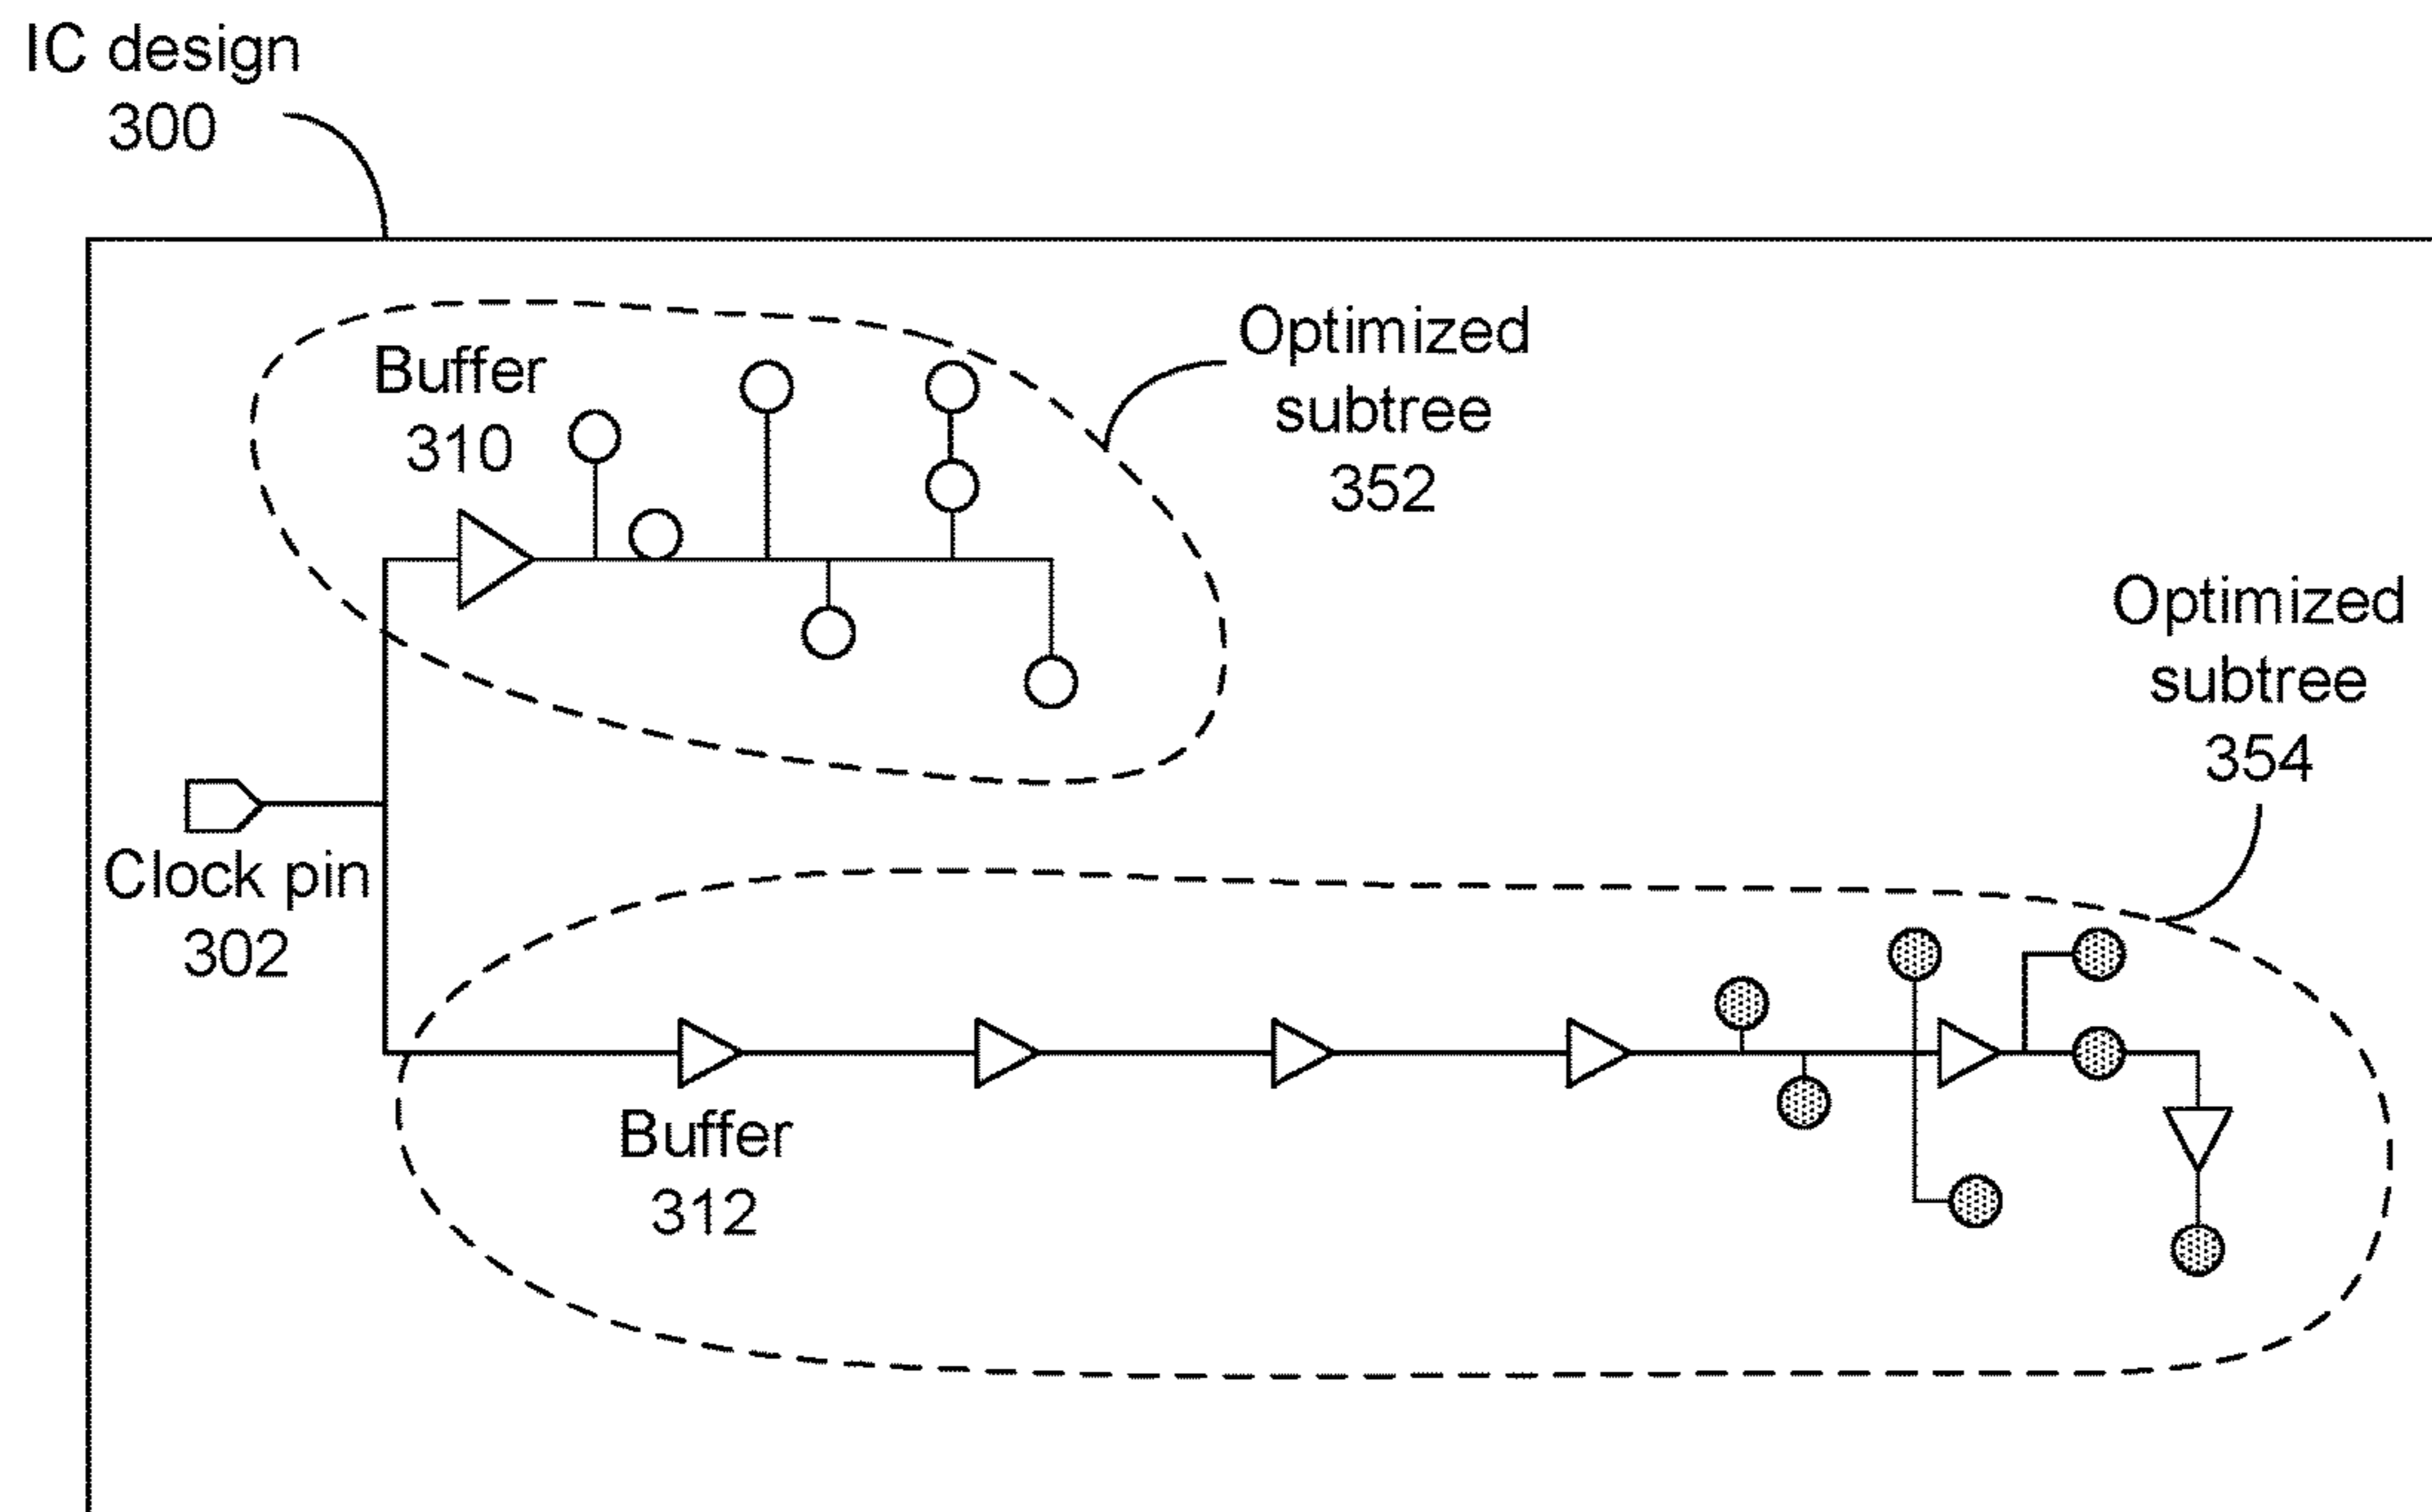 IC design
300
Buffer
310
Optimized
subtree
352
Optimized
subtree
354
Clock pin
302
Buffer
312